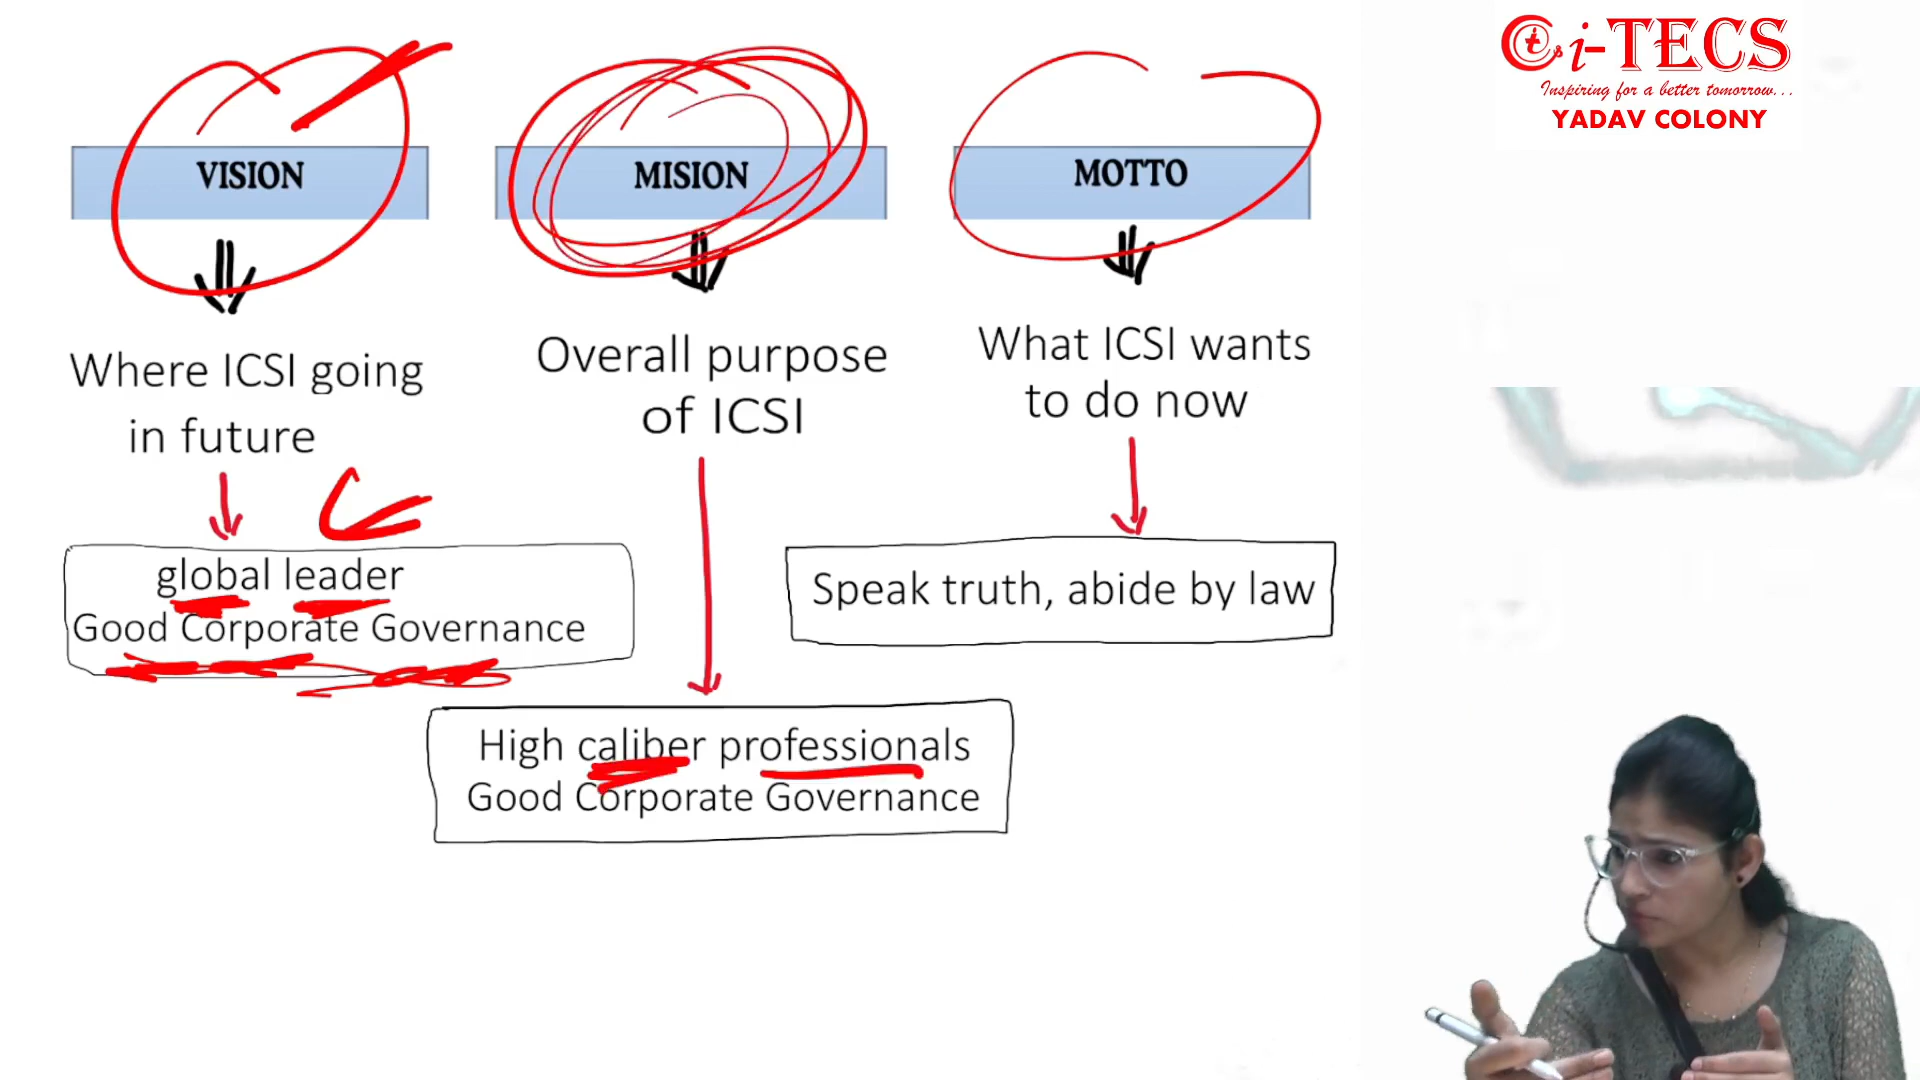 i-TECS
Inspiring for a better tomorrow...
YADAV COLONY
VISION
MISION
MOTTO
Where ICSI going
in future
Overall purpose
of ICSI
What ICSI wants
to do now
global leader
Good Corporate Governance
Speak truth, abide by law
High caliber professionals
Good Corporate Governance